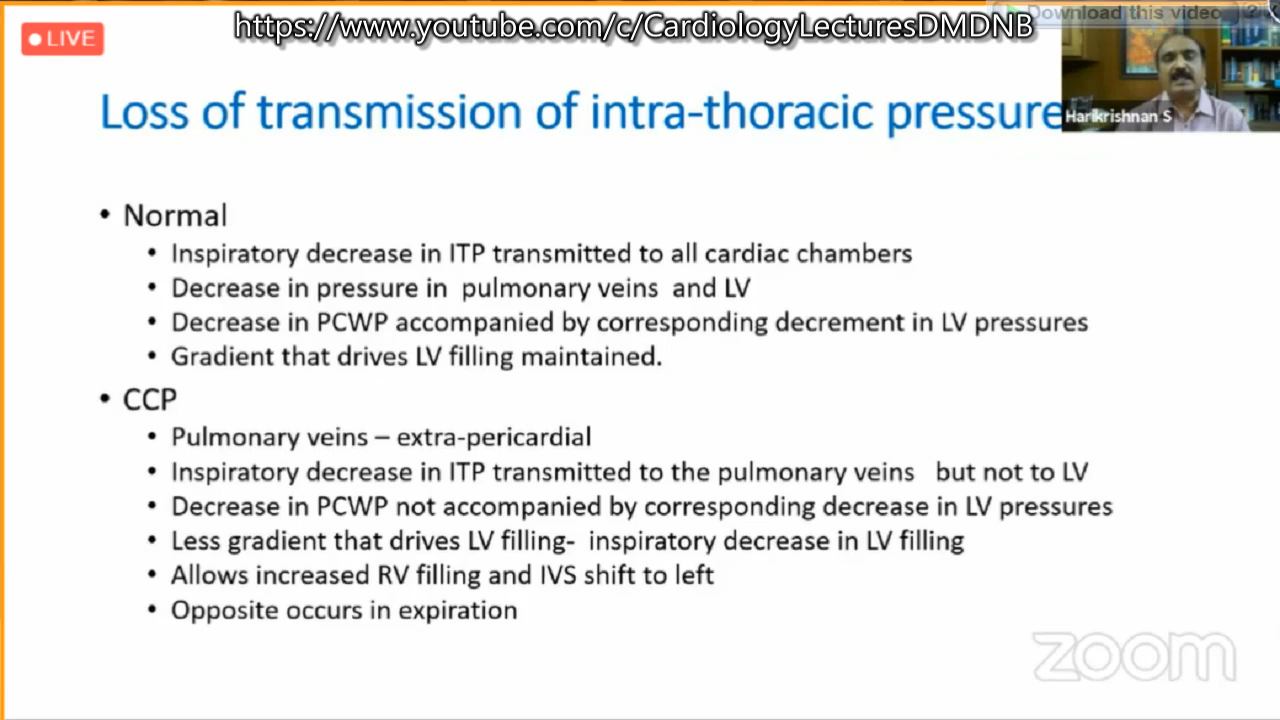 https://www.youtube.com/c/CardiologyLecturesDMDNB
Download this video ?
LIVE
Harikrishnan S
Loss of transmission of intra-thoracic pressure
• Normal
• Inspiratory decrease in ITP transmitted to all cardiac chambers
• Decrease in pressure in pulmonary veins and LV
• Decrease in PCWP accompanied by corresponding decrement in LV pressures
• Gradient that drives LV filling maintained.
• CCP
• Pulmonary veins – extra-pericardial
• Inspiratory decrease in ITP transmitted to the pulmonary veins but not to LV
• Decrease in PCWP not accompanied by corresponding decrease in LV pressures
• Less gradient that drives LV filling- inspiratory decrease in LV filling
• Allows increased RV filling and IVS shift to left
• Opposite occurs in expiration
zoom